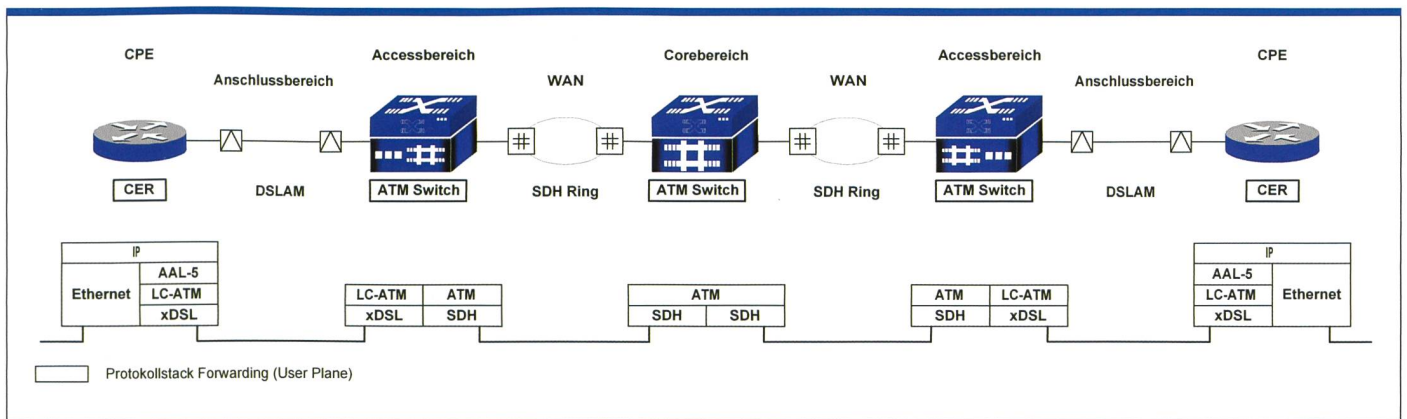 CPE Accessbereich Corebereich Accessbereich CPE
Anschlussbereich WAN WAN Anschlussbereich
CER DSLAM ATM Switch SDH Ring ATM Switch SDH Ring ATM Switch DSLAM CER
IP IP
AAL-5 AAL-5
Ethernet LC-ATM LC-ATM ATM ATM ATM LC-ATM LC-ATM Ethernet
xDSL xDSL SDH SDH SDH SDH xDSL xDSL
Protokollstack Forwarding (User Plane)